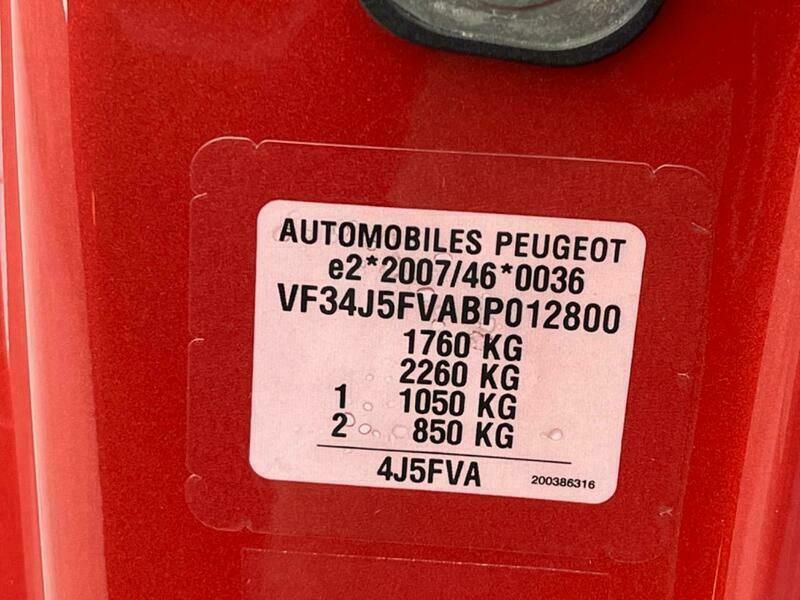 AUTOMOBILES PEUGEOT
e2*2007/46*0036
VF34J5FVABP012800
1760 KG
2260 KG
1 1050 KG
2 850 KG
4J5FVA 200386316